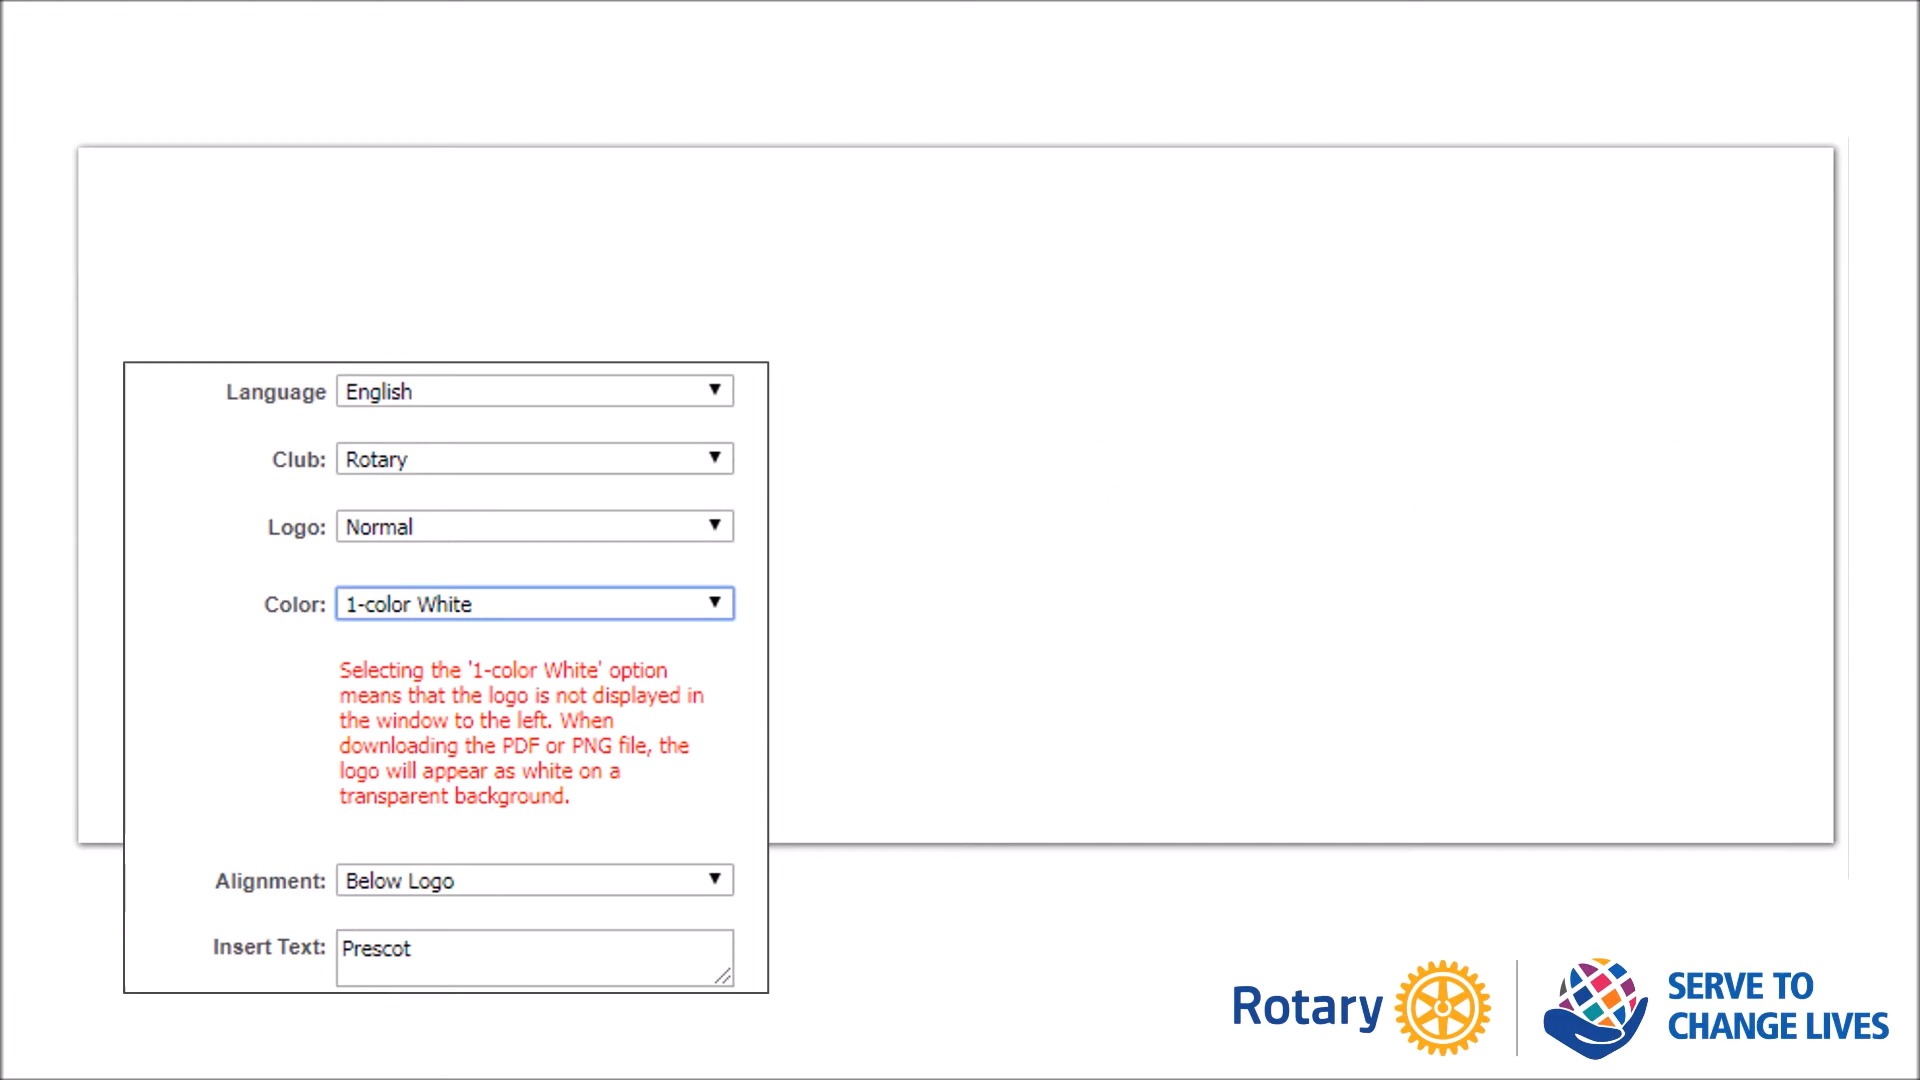 Language English
Club: Rotary
Logo: Normal
Color: 1-color White
Selecting the '1-color White' option
means that the logo is not displayed in
the window to the left. When
downloading the PDF or PNG file, the
logo will appear as white on a
transparent background.
Alignment: Below Logo
Insert Text: Prescot
Rotary
SERVE TO
CHANGE LIVES